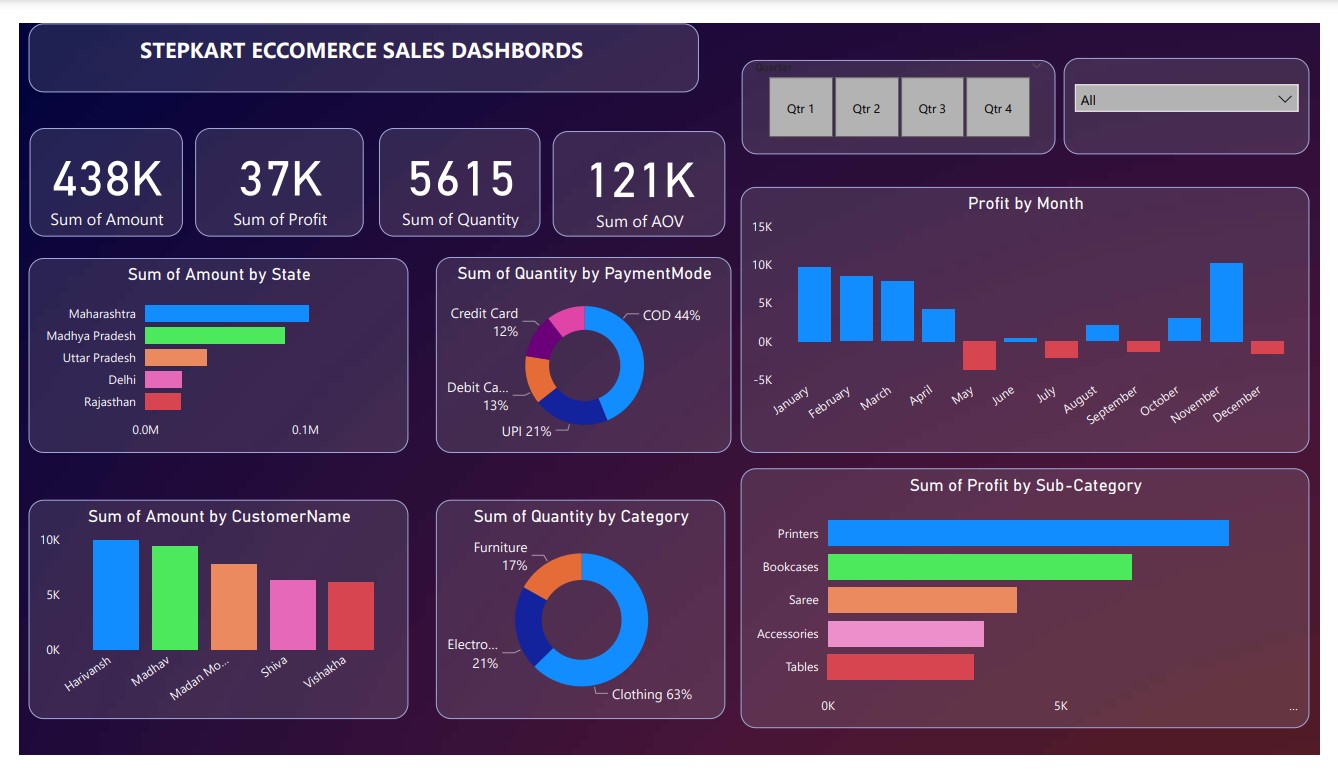 STEPKART ECCOMERCE SALES DASHBORDS
Quarter
Qtr 1
Qtr 2
Qtr 3
Qtr 4
All
438K
Sum of Amount
37K
Sum of Profit
5615
Sum of Quantity
121K
Sum of AOV
Sum of Amount by State
Maharashtra
Madhya Pradesh
Uttar Pradesh
Delhi
Rajasthan
0.0M
0.1M
Sum of Quantity by PaymentMode
Credit Card
12%
COD 44%
Debit Ca...
13%
UPI 21%
Profit by Month
15K
10K
5K
0K
-5K
January
February
March
April
May
June
July
August
September
October
November
December
Sum of Amount by CustomerName
10K
5K
0K
Harivansh
Madhav
Madan Mo...
Shiva
Vishakha
Sum of Quantity by Category
Furniture
17%
Electro...
21%
Clothing 63%
Sum of Profit by Sub-Category
Printers
Bookcases
Saree
Accessories
Tables
0K
5K
...